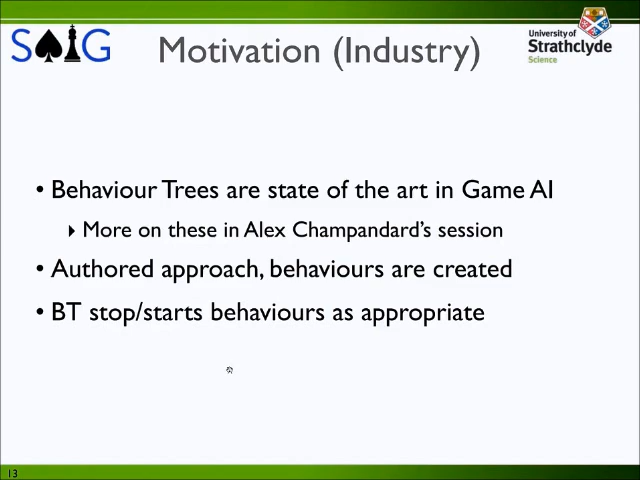 SAIG
Motivation (Industry)
University of
Strathclyde
Science
• Behaviour Trees are state of the art in Game AI
More on these in Alex Champandard's session
• Authored approach, behaviours are created
• BT stop/starts behaviours as appropriate
13